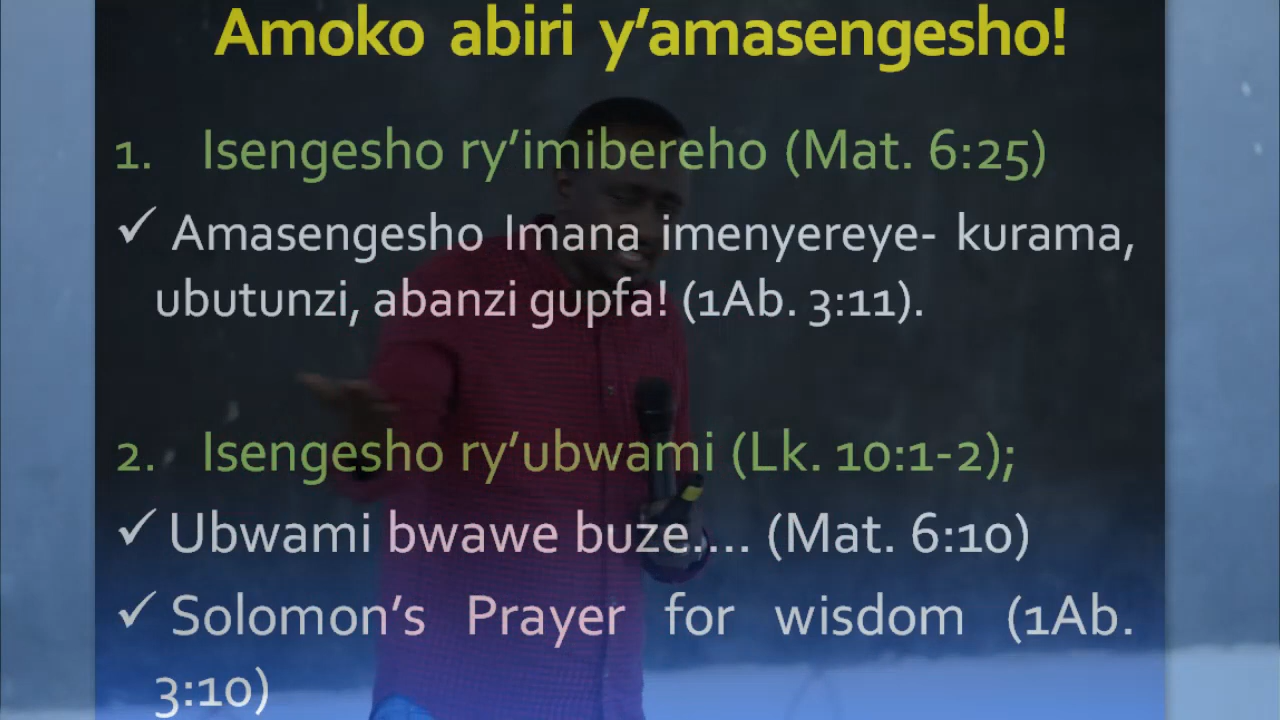 Amoko abiri y’amasengesho!
1. Isengesho ry’imibereho (Mat. 6:25)
✓ Amasengesho Imana imenyereye- kurama,
ubutunzi, abanzi gupfa! (1Ab. 3:11).
2. Isengesho ry’ubwami (Lk. 10:1-2);
✓ Ubwami bwawe buze.... (Mat. 6:10)
✓ Solomon’s Prayer for wisdom (1Ab.
3:10)